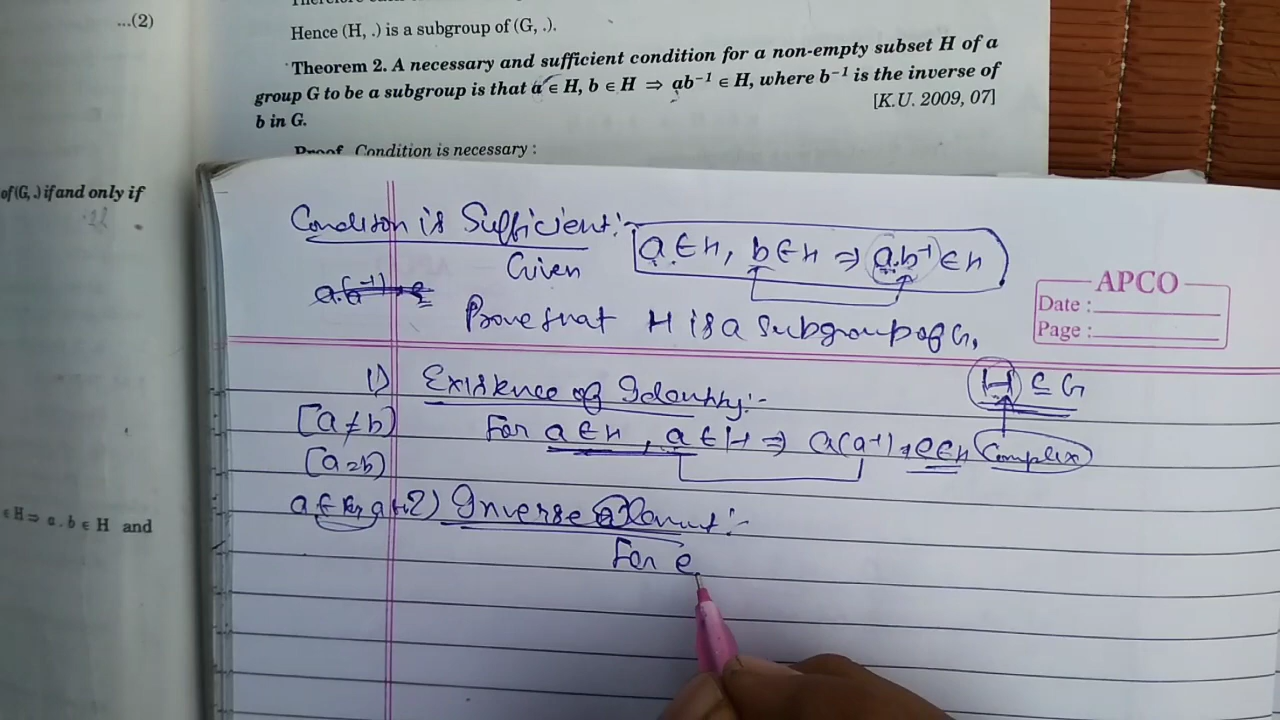 ...(2)
Hence (H, .) is a subgroup of (G, .).
Theorem 2. A necessary and sufficient condition for a non-empty subset H of a
group G to be a subgroup is that a ∈ H, b ∈ H ⇒ ab⁻¹ ∈ H, where b⁻¹ is the inverse of
b in G.
[K.U. 2009, 07]
Proof Condition is necessary :
of (G, .) if and only if
∈ H ⇒ a . b ∈ H and
Condition is Sufficient:-
a ∈ H, b ∈ H ⇒ a.b⁻¹ ∈ H
Given
Prove that H is a subgroup of G,
APCO
Date :
Page :
1) Existence of Identity:-
H ⊆ G
[a ≠ b]
For a ∈ H, a ∈ H ⇒ a(a⁻¹) = e ∈ H
Complex
[a = b]
2) Inverse Element:-
For e